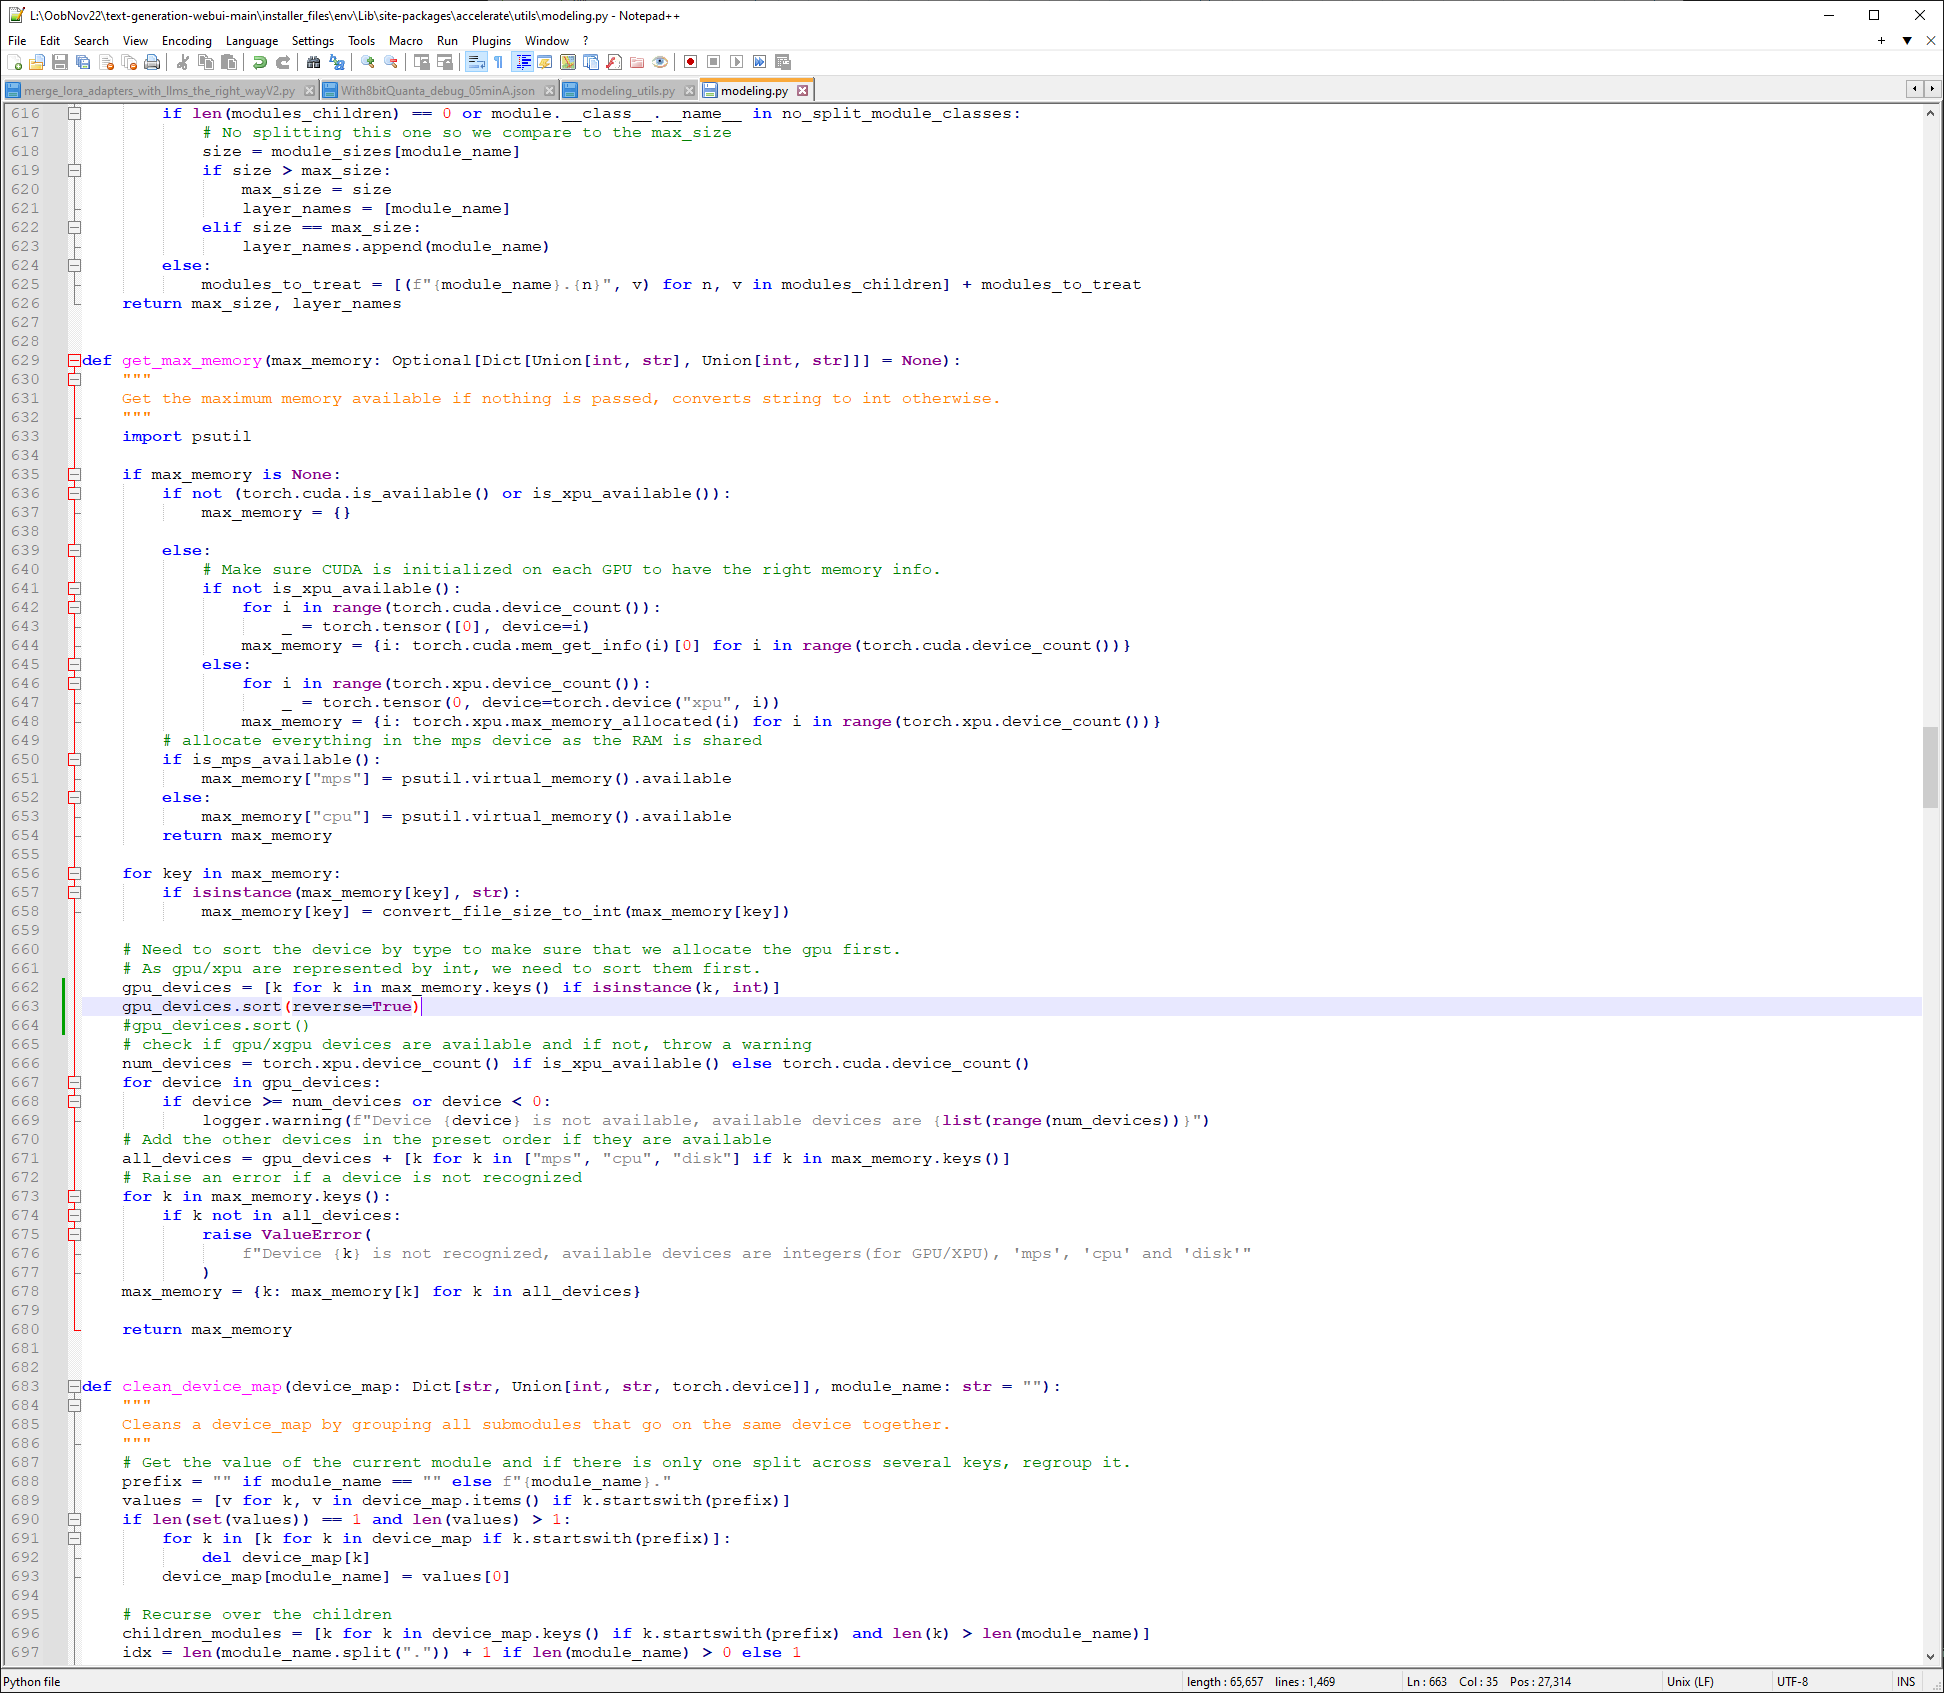 L:\OobNov22\text-generation-webui-main\installer_files\env\Lib\site-packages\accelerate\utils\modeling.py - Notepad++
File Edit Search View Encoding Language Settings Tools Macro Run Plugins Window ?
merge_lora_adapters_with_llms_the_right_wayV2.py With8bitQuanta_debug_05minA.json modeling_utils.py modeling.py
616         if len(modules_children) == 0 or module.__class__.__name__ in no_split_module_classes:
617             # No splitting this one so we compare to the max_size
618             size = module_sizes[module_name]
619             if size > max_size:
620                 max_size = size
621                 layer_names = [module_name]
622             elif size == max_size:
623                 layer_names.append(module_name)
624         else:
625             modules_to_treat = [(f"{module_name}.{n}", v) for n, v in modules_children] + modules_to_treat
626     return max_size, layer_names
627
628
629 def get_max_memory(max_memory: Optional[Dict[Union[int, str], Union[int, str]]] = None):
630     """
631     Get the maximum memory available if nothing is passed, converts string to int otherwise.
632     """
633     import psutil
634
635     if max_memory is None:
636         if not (torch.cuda.is_available() or is_xpu_available()):
637             max_memory = {}
638
639         else:
640             # Make sure CUDA is initialized on each GPU to have the right memory info.
641             if not is_xpu_available():
642                 for i in range(torch.cuda.device_count()):
643                     _ = torch.tensor([0], device=i)
644                 max_memory = {i: torch.cuda.mem_get_info(i)[0] for i in range(torch.cuda.device_count())}
645             else:
646                 for i in range(torch.xpu.device_count()):
647                     _ = torch.tensor(0, device=torch.device("xpu", i))
648                 max_memory = {i: torch.xpu.max_memory_allocated(i) for i in range(torch.xpu.device_count())}
649         # allocate everything in the mps device as the RAM is shared
650         if is_mps_available():
651             max_memory["mps"] = psutil.virtual_memory().available
652         else:
653             max_memory["cpu"] = psutil.virtual_memory().available
654         return max_memory
655
656     for key in max_memory:
657         if isinstance(max_memory[key], str):
658             max_memory[key] = convert_file_size_to_int(max_memory[key])
659
660     # Need to sort the device by type to make sure that we allocate the gpu first.
661     # As gpu/xpu are represented by int, we need to sort them first.
662     gpu_devices = [k for k in max_memory.keys() if isinstance(k, int)]
663     gpu_devices.sort(reverse=True)
664     #gpu_devices.sort()
665     # check if gpu/xgpu devices are available and if not, throw a warning
666     num_devices = torch.xpu.device_count() if is_xpu_available() else torch.cuda.device_count()
667     for device in gpu_devices:
668         if device >= num_devices or device < 0:
669             logger.warning(f"Device {device} is not available, available devices are {list(range(num_devices))}")
670     # Add the other devices in the preset order if they are available
671     all_devices = gpu_devices + [k for k in ["mps", "cpu", "disk"] if k in max_memory.keys()]
672     # Raise an error if a device is not recognized
673     for k in max_memory.keys():
674         if k not in all_devices:
675             raise ValueError(
676                 f"Device {k} is not recognized, available devices are integers(for GPU/XPU), 'mps', 'cpu' and 'disk'"
677             )
678     max_memory = {k: max_memory[k] for k in all_devices}
679
680     return max_memory
681
682
683 def clean_device_map(device_map: Dict[str, Union[int, str, torch.device]], module_name: str = ""):
684     """
685     Cleans a device_map by grouping all submodules that go on the same device together.
686     """
687     # Get the value of the current module and if there is only one split across several keys, regroup it.
688     prefix = "" if module_name == "" else f"{module_name}."
689     values = [v for k, v in device_map.items() if k.startswith(prefix)]
690     if len(set(values)) == 1 and len(values) > 1:
691         for k in [k for k in device_map if k.startswith(prefix)]:
692             del device_map[k]
693         device_map[module_name] = values[0]
694
695     # Recurse over the children
696     children_modules = [k for k in device_map.keys() if k.startswith(prefix) and len(k) > len(module_name)]
697     idx = len(module_name.split(".")) + 1 if len(module_name) > 0 else 1
Python file length : 65,657 lines : 1,469 Ln : 663 Col : 35 Pos : 27,314 Unix (LF) UTF-8 INS